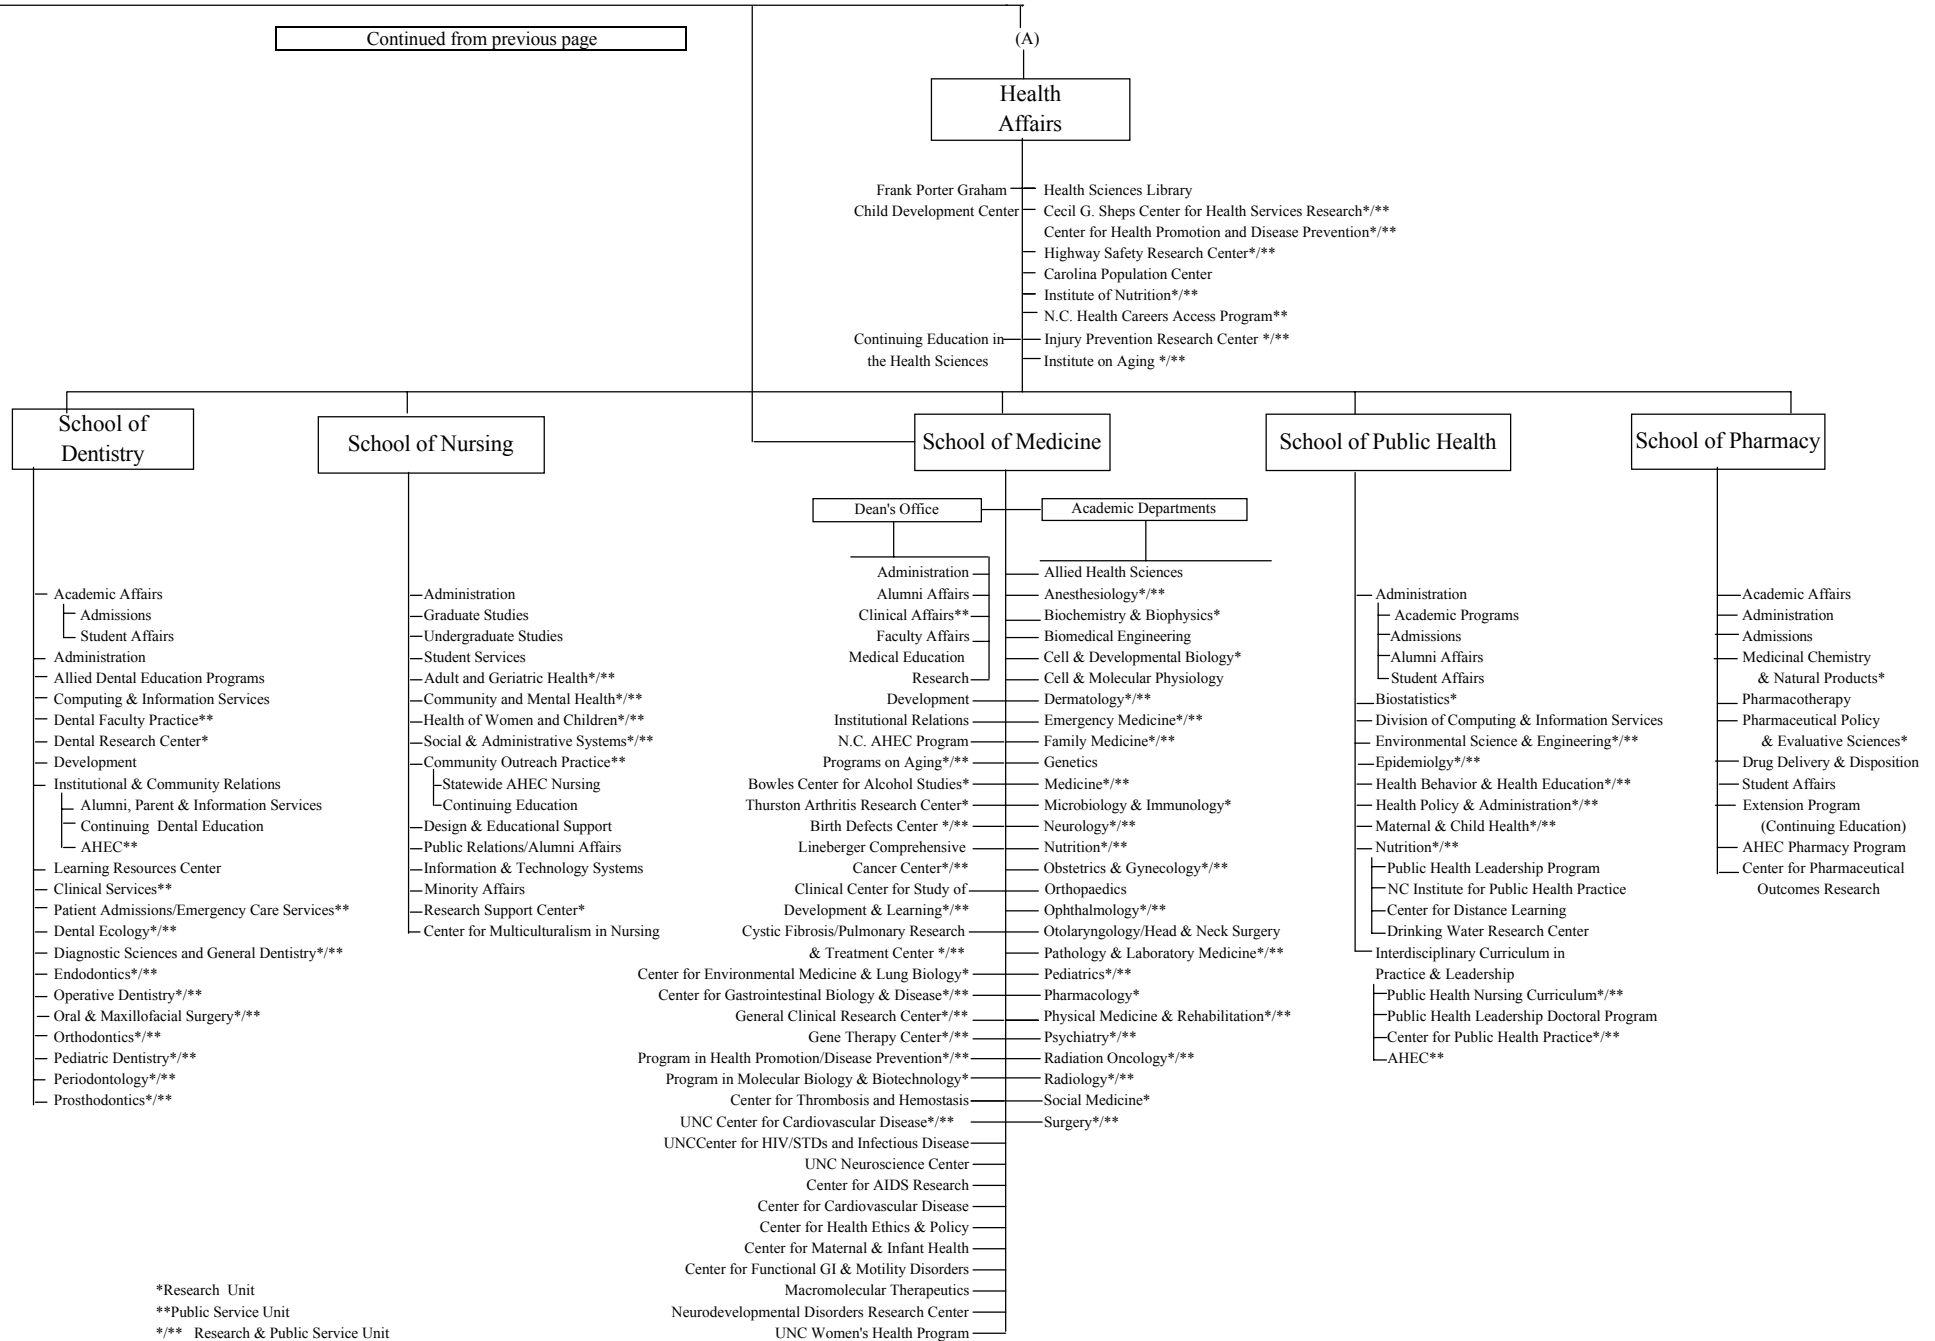 Continued from previous page
(A)
Health
Affairs
Frank Porter Graham
Child Development Center
Continuing Education in
the Health Sciences
Health Sciences Library
Cecil G. Sheps Center for Health Services Research*/**
Center for Health Promotion and Disease Prevention*/**
Highway Safety Research Center*/**
Carolina Population Center
Institute of Nutrition*/**
N.C. Health Careers Access Program**
Injury Prevention Research Center */**
Institute on Aging */**
School of
Dentistry
Academic Affairs
Admissions
Student Affairs
Administration
Allied Dental Education Programs
Computing & Information Services
Dental Faculty Practice**
Dental Research Center*
Development
Institutional & Community Relations
Alumni, Parent & Information Services
Continuing Dental Education
AHEC**
Learning Resources Center
Clinical Services**
Patient Admissions/Emergency Care Services**
Dental Ecology*/**
Diagnostic Sciences and General Dentistry*/**
Endodontics*/**
Operative Dentistry*/**
Oral & Maxillofacial Surgery*/**
Orthodontics*/**
Pediatric Dentistry*/**
Periodontology*/**
Prosthodontics*/**
School of Nursing
Administration
Graduate Studies
Undergraduate Studies
Student Services
Adult and Geriatric Health*/**
Community and Mental Health*/**
Health of Women and Children*/**
Social & Administrative Systems*/**
Community Outreach Practice**
Statewide AHEC Nursing
Continuing Education
Design & Educational Support
Public Relations/Alumni Affairs
Information & Technology Systems
Minority Affairs
Research Support Center*
Center for Multiculturalism in Nursing
School of Medicine
Dean's Office
Administration
Alumni Affairs
Clinical Affairs**
Faculty Affairs
Medical Education
Research
Development
Institutional Relations
N.C. AHEC Program
Programs on Aging*/**
Bowles Center for Alcohol Studies*
Thurston Arthritis Research Center*
Birth Defects Center */**
Lineberger Comprehensive
Cancer Center*/**
Clinical Center for Study of
Development & Learning*/**
Cystic Fibrosis/Pulmonary Research
& Treatment Center */**
Center for Environmental Medicine & Lung Biology*
Center for Gastrointestinal Biology & Disease*/**
General Clinical Research Center*/**
Gene Therapy Center*/**
Program in Health Promotion/Disease Prevention*/**
Program in Molecular Biology & Biotechnology*
Center for Thrombosis and Hemostasis
UNC Center for Cardiovascular Disease*/**
UNCCenter for HIV/STDs and Infectious Disease
UNC Neuroscience Center
Center for AIDS Research
Center for Cardiovascular Disease
Center for Health Ethics & Policy
Center for Maternal & Infant Health
Center for Functional GI & Motility Disorders
Macromolecular Therapeutics
Neurodevelopmental Disorders Research Center
UNC Women's Health Program
Academic Departments
Allied Health Sciences
Anesthesiology*/**
Biochemistry & Biophysics*
Biomedical Engineering
Cell & Developmental Biology*
Cell & Molecular Physiology
Dermatology*/**
Emergency Medicine*/**
Family Medicine*/**
Genetics
Medicine*/**
Microbiology & Immunology*
Neurology*/**
Nutrition*/**
Obstetrics & Gynecology*/**
Orthopaedics
Ophthalmology*/**
Otolaryngology/Head & Neck Surgery
Pathology & Laboratory Medicine*/**
Pediatrics*/**
Pharmacology*
Physical Medicine & Rehabilitation*/**
Psychiatry*/**
Radiation Oncology*/**
Radiology*/**
Social Medicine*
Surgery*/**
School of Public Health
Administration
Academic Programs
Admissions
Alumni Affairs
Student Affairs
Biostatistics*
Division of Computing & Information Services
Environmental Science & Engineering*/**
Epidemiolgy*/**
Health Behavior & Health Education*/**
Health Policy & Administration*/**
Maternal & Child Health*/**
Nutrition*/**
Public Health Leadership Program
NC Institute for Public Health Practice
Center for Distance Learning
Drinking Water Research Center
Interdisciplinary Curriculum in
Practice & Leadership
Public Health Nursing Curriculum*/**
Public Health Leadership Doctoral Program
Center for Public Health Practice*/**
AHEC**
School of Pharmacy
Academic Affairs
Administration
Admissions
Medicinal Chemistry
& Natural Products*
Pharmacotherapy
Pharmaceutical Policy
& Evaluative Sciences*
Drug Delivery & Disposition
Student Affairs
Extension Program
(Continuing Education)
AHEC Pharmacy Program
Center for Pharmaceutical
Outcomes Research
*Research Unit
**Public Service Unit
*/** Research & Public Service Unit